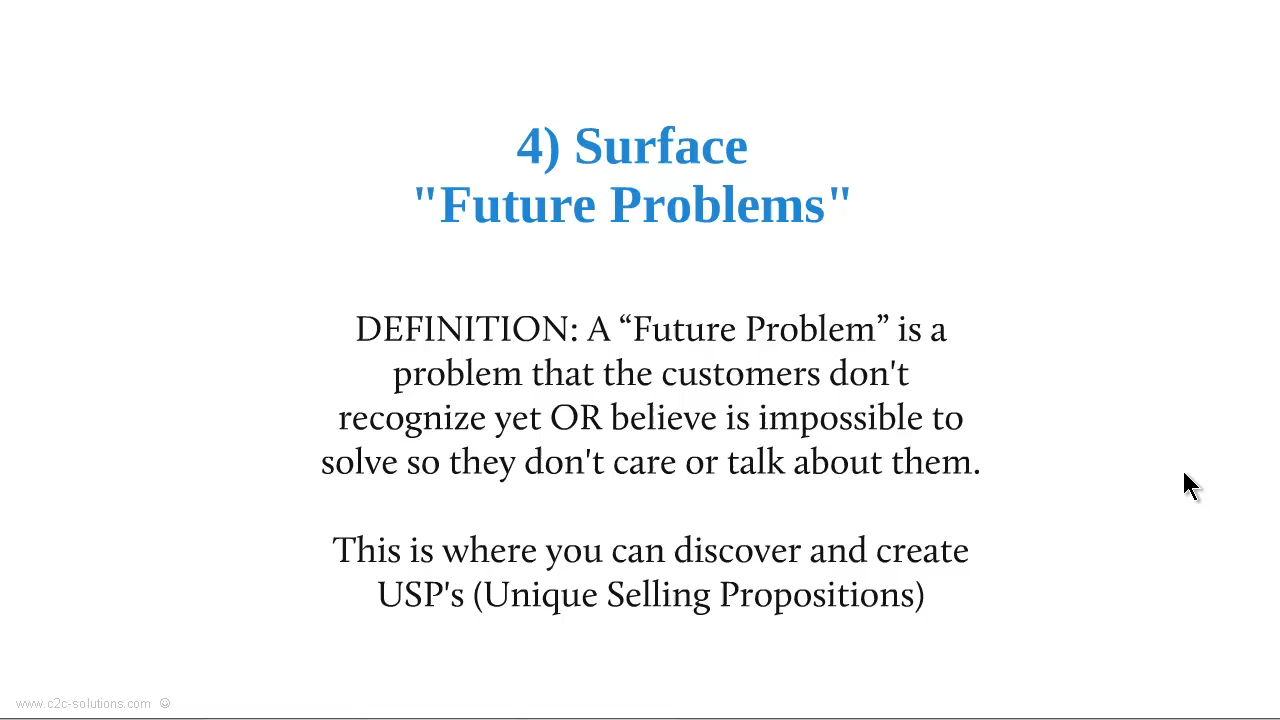 4) Surface
"Future Problems"
DEFINITION: A “Future Problem” is a
problem that the customers don't
recognize yet OR believe is impossible to
solve so they don't care or talk about them.
This is where you can discover and create
USP's (Unique Selling Propositions)
www.c2c-solutions.com